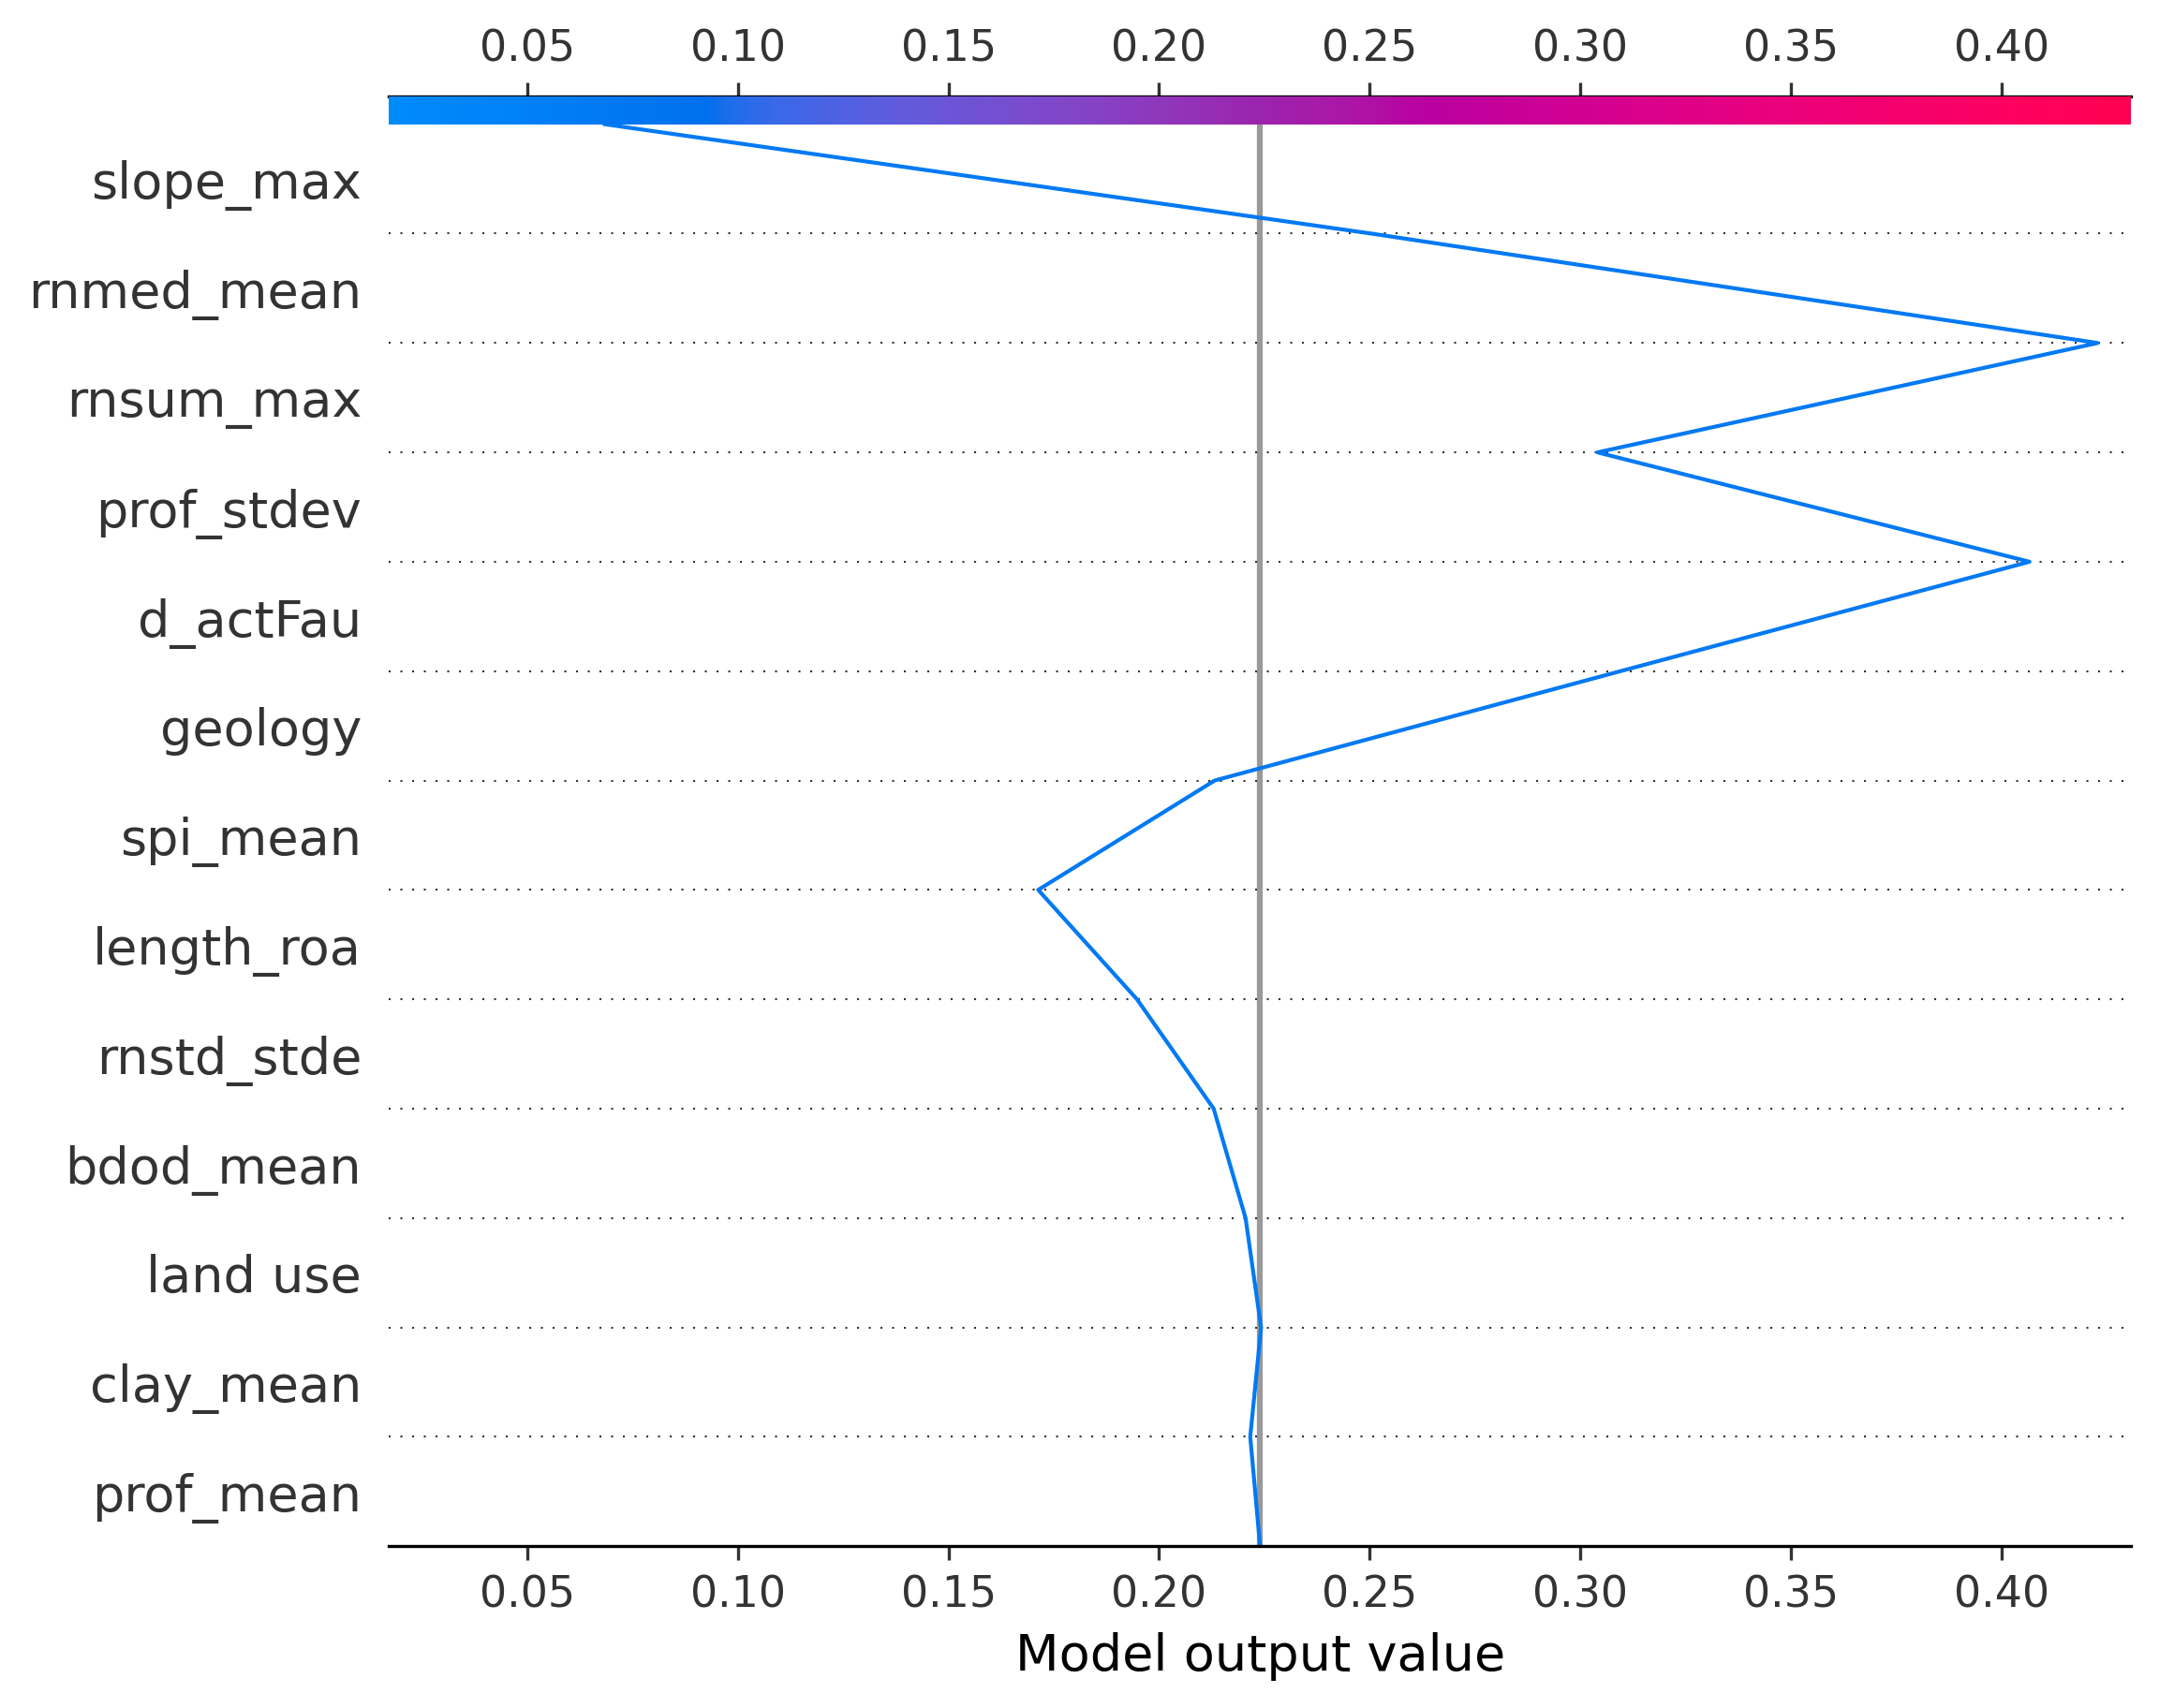 0.05 0.10 0.15 0.20 0.25 0.30 0.35 0.40
slope_max
rnmed_mean
rnsum_max
prof_stdev
d_actFau
geology
spi_mean
length_roa
rnstd_stde
bdod_mean
land use
clay_mean
prof_mean
0.05 0.10 0.15 0.20 0.25 0.30 0.35 0.40
Model output value